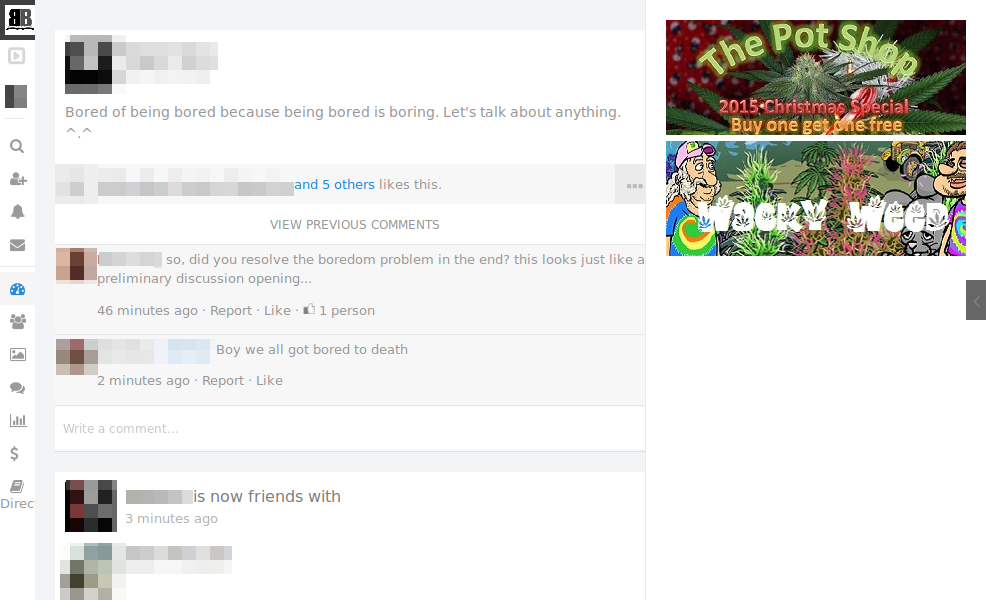 BB
Bored of being bored because being bored is boring. Let's talk about anything.
^.^
and 5 others likes this.
VIEW PREVIOUS COMMENTS
so, did you resolve the boredom problem in the end? this looks just like a
preliminary discussion opening...
46 minutes ago · Report · Like · 1 person
Boy we all got bored to death
2 minutes ago · Report · Like
Write a comment...
is now friends with
3 minutes ago
$
Direc
The Pot Shop
2015 Christmas Special
Buy one get one free
WACKY WEED